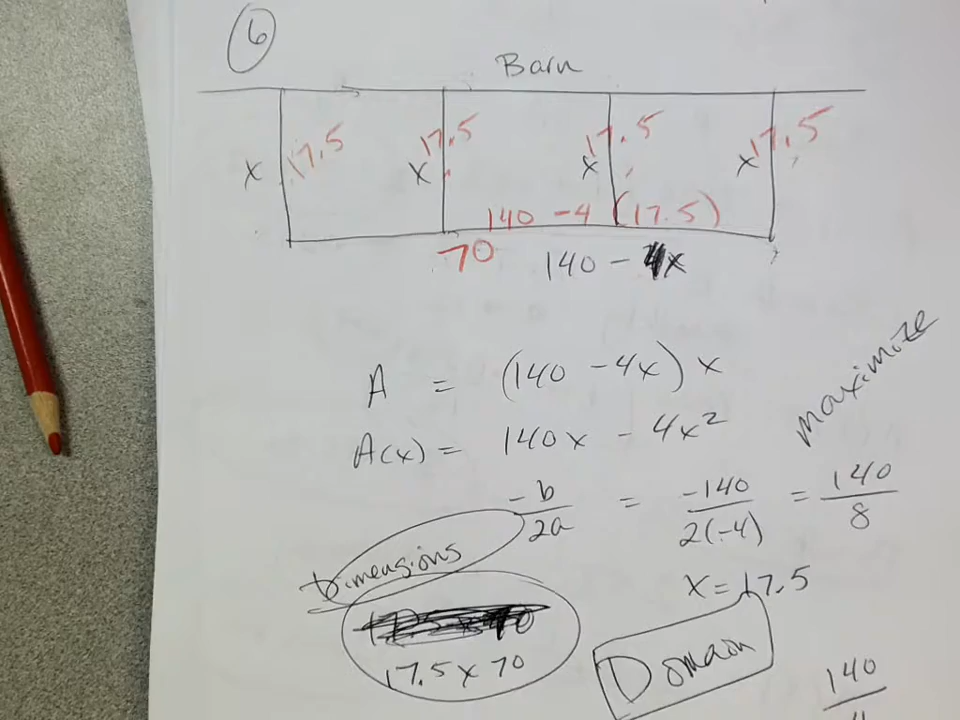 6
Barn
x 17.5 x 17.5 x 17.5 x 17.5
140 - 4 (17.5)
70 140 - 4x
A = (140 - 4x) x
maximize
A(x) = 140x - 4x²
-b/2a = -140/2(-4) = 140/8
Dimensions
x = 17.5
17.5 x 70
Domain
140